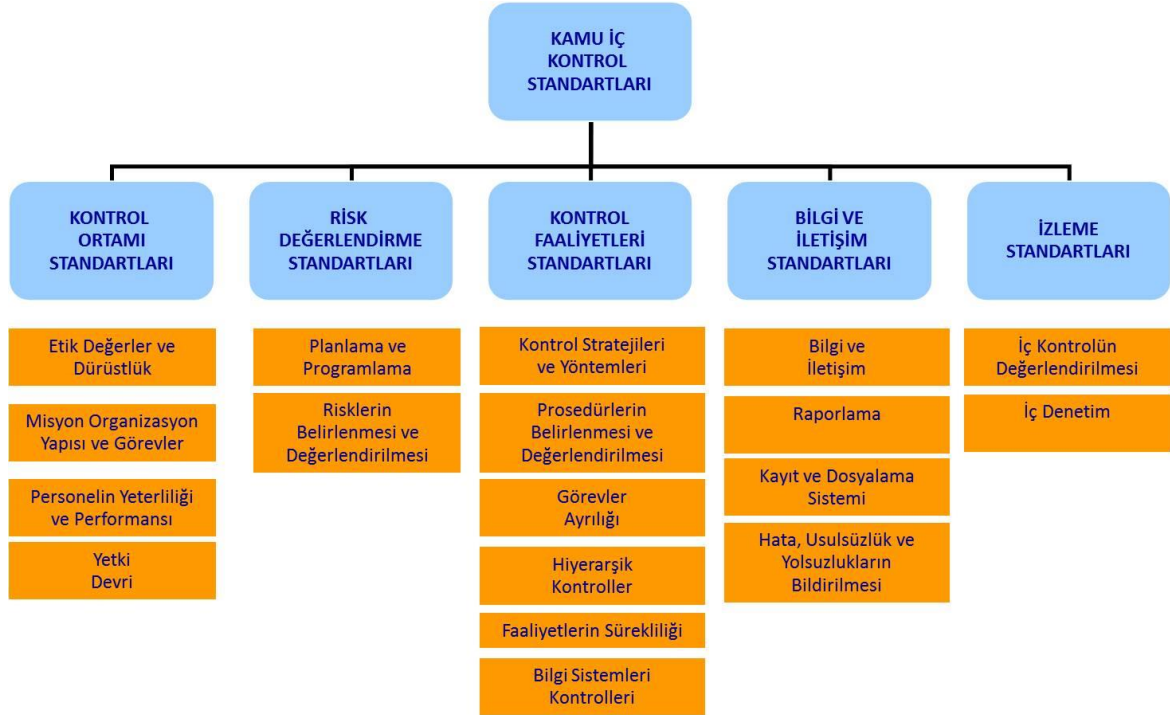 KAMU İÇ
KONTROL
STANDARTLARI
KONTROL
ORTAMI
STANDARTLARI
RİSK
DEĞERLENDİRME
STANDARTLARI
KONTROL
FAALİYETLERİ
STANDARTLARI
BİLGİ VE
İLETİŞİM
STANDARTLARI
İZLEME
STANDARTLARI
Etik Değerler ve
Dürüstlük
Misyon Organizasyon
Yapısı ve Görevler
Personelin Yeterliliği
ve Performansı
Yetki
Devri
Planlama ve
Programlama
Risklerin
Belirlenmesi ve
Değerlendirilmesi
Kontrol Stratejileri
ve Yöntemleri
Prosedürlerin
Belirlenmesi ve
Değerlendirilmesi
Görevler
Ayrılığı
Hiyerarşik
Kontroller
Faaliyetlerin Sürekliliği
Bilgi Sistemleri
Kontrolleri
Bilgi ve
İletişim
Raporlama
Kayıt ve Dosyalama
Sistemi
Hata, Usulsüzlük ve
Yolsuzlukların
Bildirilmesi
İç Kontrolün
Değerlendirilmesi
İç Denetim